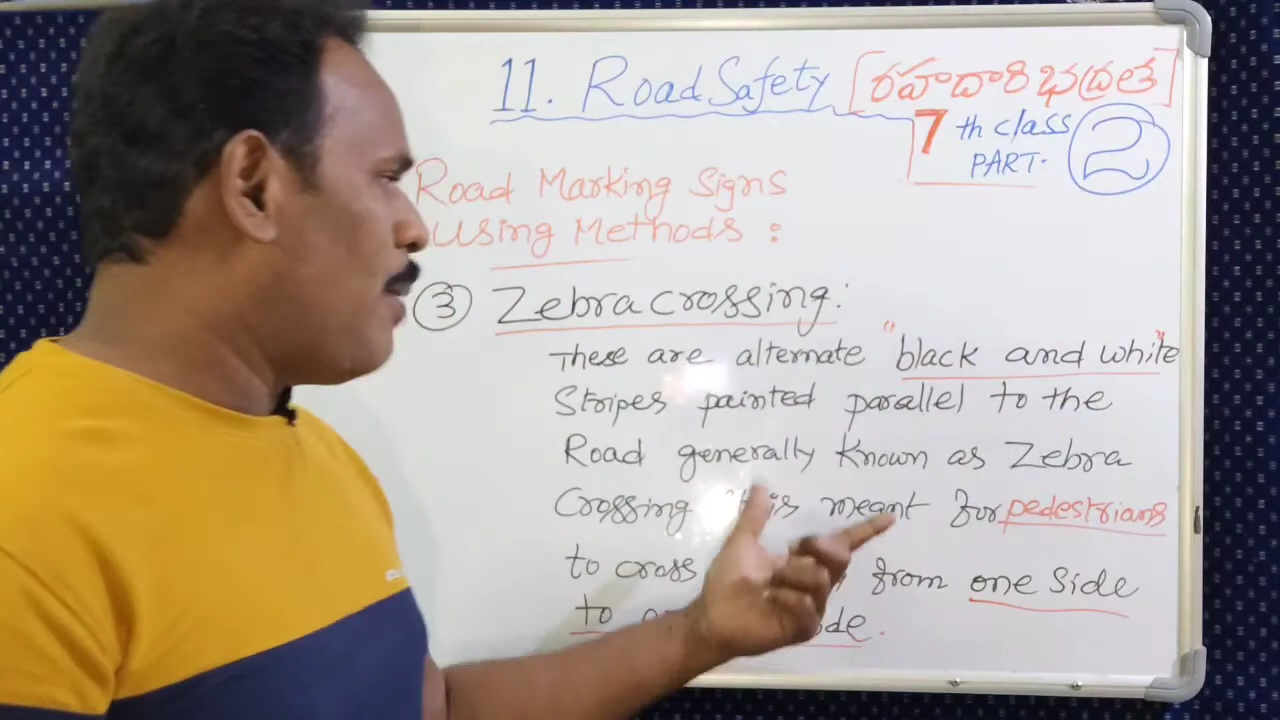 11. Road Safety [రహదారి భద్రత]
7th class
PART- 2
Road Marking Signs
Using Methods :
3 Zebra crossing:
These are alternate "black and white"
Stripes painted parallel to the
Road generally known as Zebra
Crossing is meant for pedestrians
to cross from one side
to